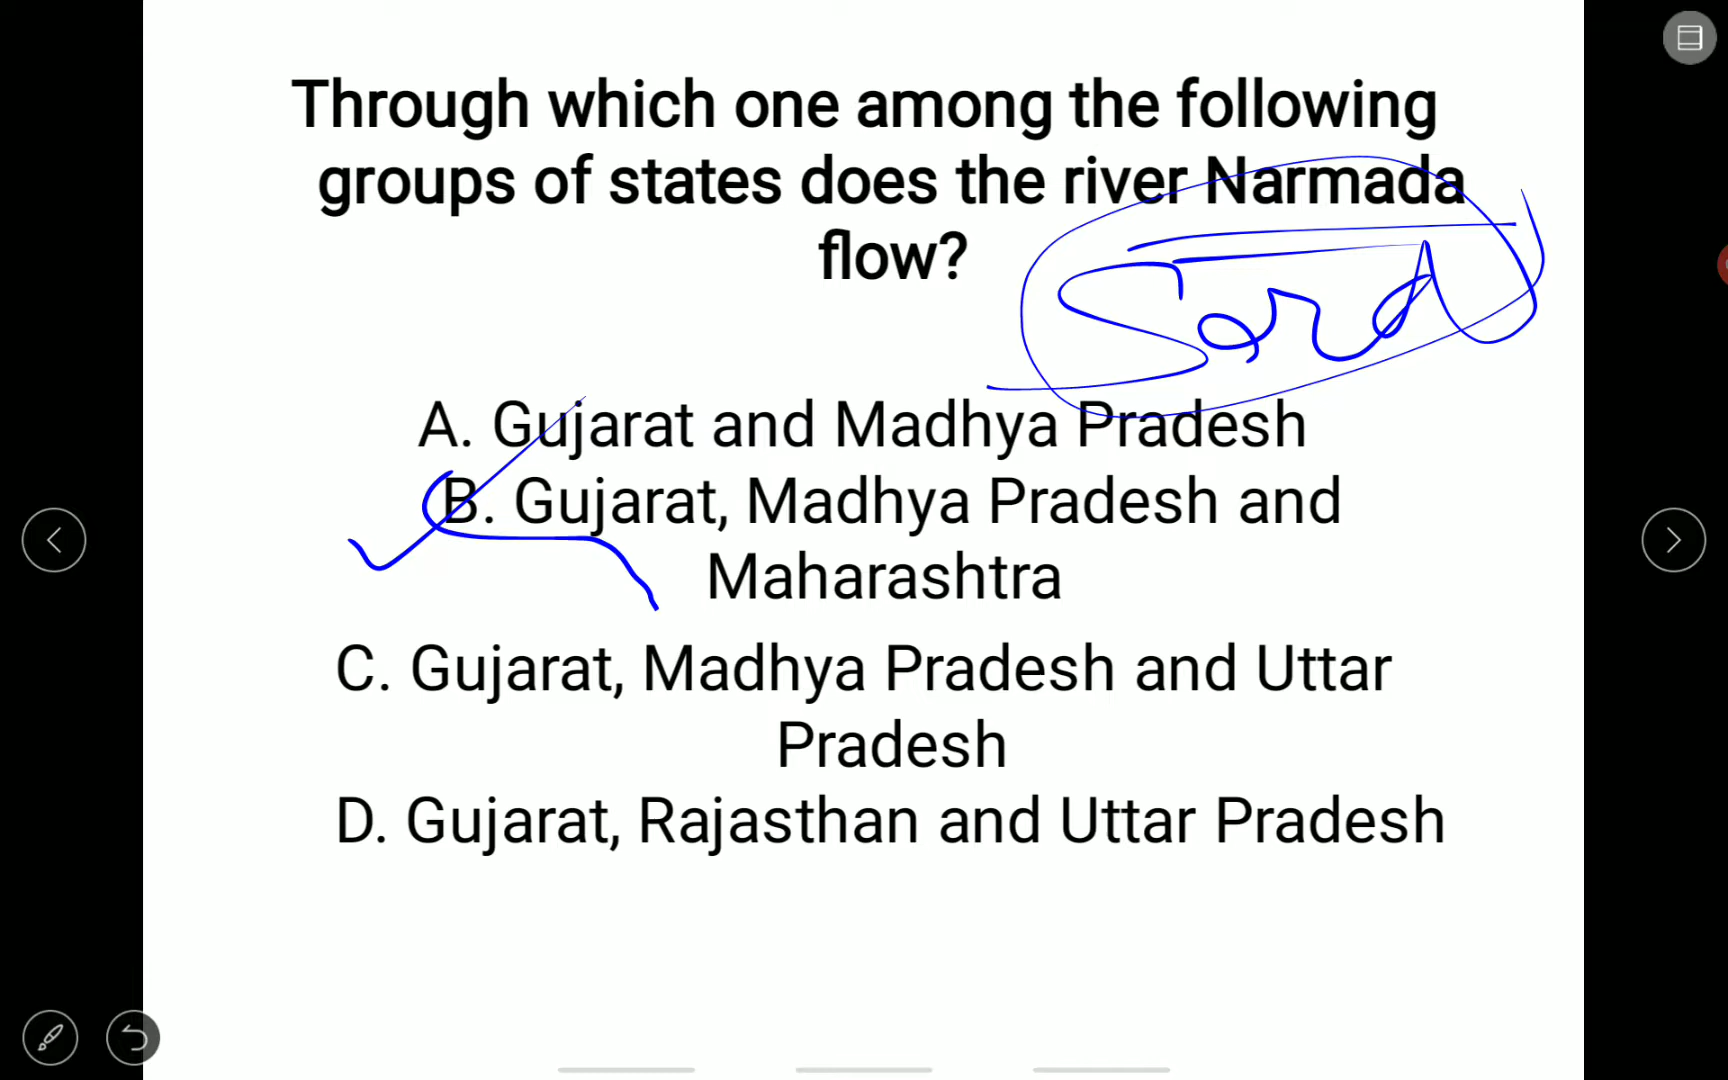 Through which one among the following
groups of states does the river Narmada
flow?
A. Gujarat and Madhya Pradesh
B. Gujarat, Madhya Pradesh and
Maharashtra
C. Gujarat, Madhya Pradesh and Uttar
Pradesh
D. Gujarat, Rajasthan and Uttar Pradesh